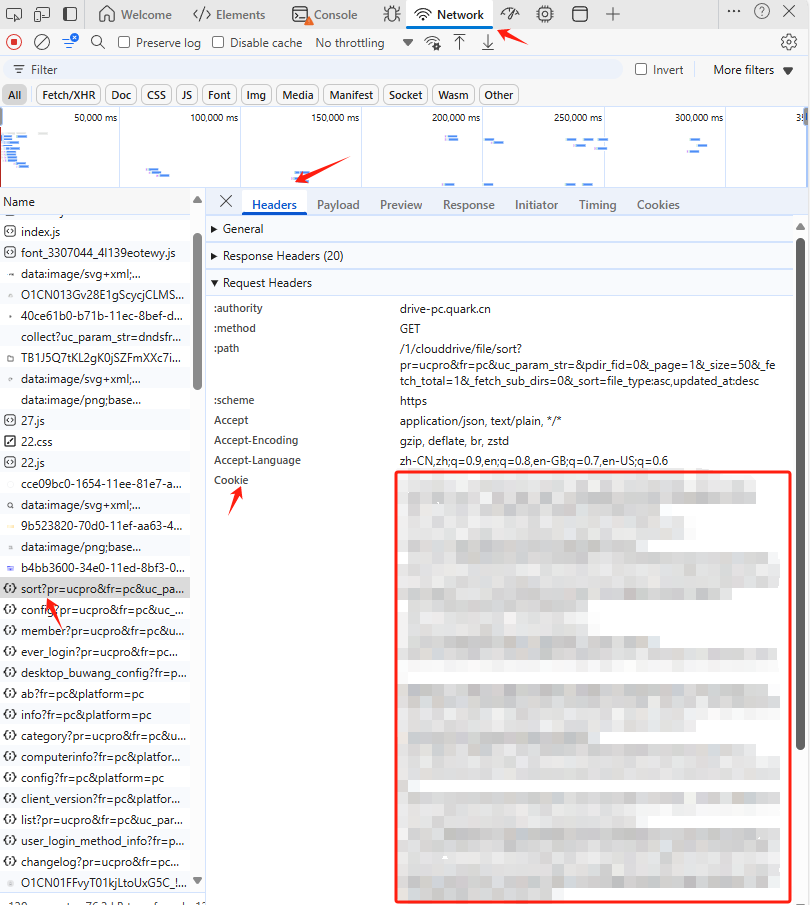 Welcome
Elements
Console
Network
Preserve log
Disable cache
No throttling
Filter
Invert
More filters
All
Fetch/XHR
Doc
CSS
JS
Font
Img
Media
Manifest
Socket
Wasm
Other
50,000 ms
100,000 ms
150,000 ms
200,000 ms
250,000 ms
300,000 ms
Name
index.js
font_3307044_4l139eotewy.js
data:image/svg+xml;...
O1CN013Gv28E1gScycjCLMS...
40ce61b0-b71b-11ec-8bef-d...
collect?uc_param_str=dndsfr...
TB1J5Q7tKL2gK0jSZFmXXc7i...
data:image/svg+xml;...
data:image/png;base...
27.js
22.css
22.js
cce09bc0-1654-11ee-81e7-a...
data:image/svg+xml;...
9b523820-70d0-11ef-aa63-4...
data:image/png;base...
b4bb3600-34e0-11ed-8bf3-0...
sort?pr=ucpro&fr=pc&uc_pa...
config?pr=ucpro&fr=pc&uc_...
member?pr=ucpro&fr=pc&u...
ever_login?pr=ucpro&fr=pc...
desktop_buwang_config?fr=p...
ab?fr=pc&platform=pc
info?fr=pc&platform=pc
category?pr=ucpro&fr=pc&u...
computerinfo?fr=pc&platfor...
config?fr=pc&platform=pc
client_version?fr=pc&platfor...
list?pr=ucpro&fr=pc&uc_par...
user_login_method_info?fr=p...
changelog?pr=ucpro&fr=pc...
O1CN01FFvyT01kjLtoUxG5C_!...
Headers
Payload
Preview
Response
Initiator
Timing
Cookies
General
Response Headers (20)
Request Headers
:authority
drive-pc.quark.cn
:method
GET
:path
/1/clouddrive/file/sort?
pr=ucpro&fr=pc&uc_param_str=&pdir_fid=0&_page=1&_size=50&_fe
tch_total=1&_fetch_sub_dirs=0&_sort=file_type:asc,updated_at:desc
:scheme
https
Accept
application/json, text/plain, */*
Accept-Encoding
gzip, deflate, br, zstd
Accept-Language
zh-CN,zh;q=0.9,en;q=0.8,en-GB;q=0.7,en-US;q=0.6
Cookie